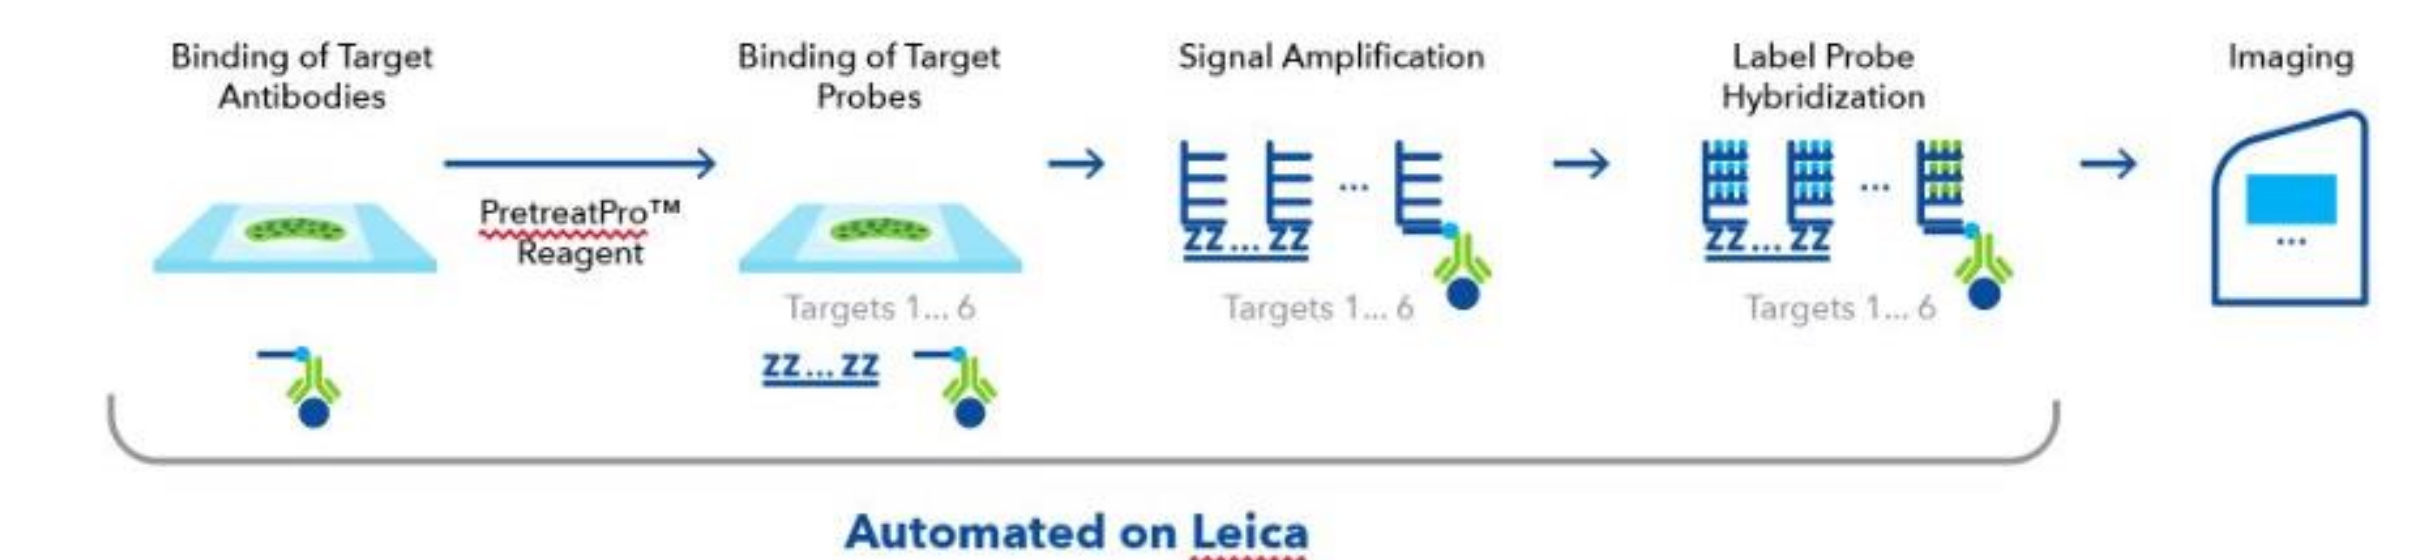 Binding of Target
Antibodies
PretreatPro™
Reagent
Binding of Target
Probes
Targets 1... 6
ZZ... ZZ
Signal Amplification
... 
ZZ... ZZ
Targets 1... 6
Label Probe
Hybridization
...
ZZ... ZZ
Targets 1... 6
Imaging
...
Automated on Leica